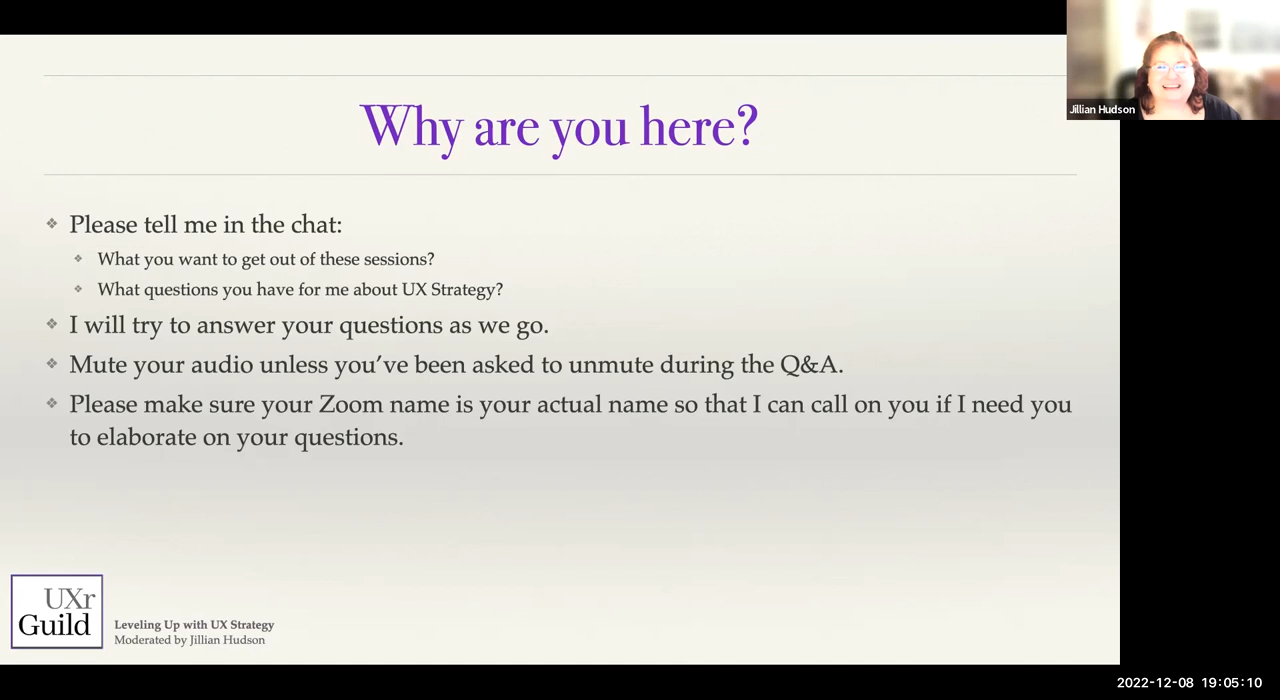 Why are you here?
Jillian Hudson
Please tell me in the chat:
What you want to get out of these sessions?
What questions you have for me about UX Strategy?
I will try to answer your questions as we go.
Mute your audio unless you’ve been asked to unmute during the Q&A.
Please make sure your Zoom name is your actual name so that I can call on you if I need you
to elaborate on your questions.
UXr
Guild
Leveling Up with UX Strategy
Moderated by Jillian Hudson
2022-12-08 19:05:10